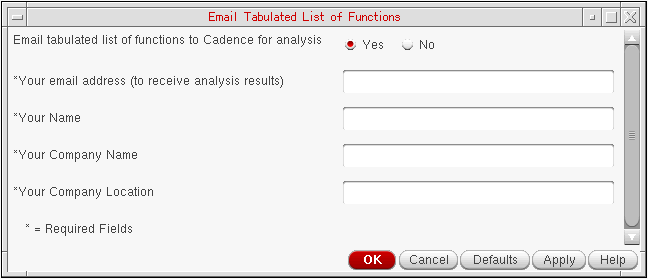 Email Tabulated List of Functions
Email tabulated list of functions to Cadence for analysis Yes No
*Your email address (to receive analysis results)
*Your Name
*Your Company Name
*Your Company Location
* = Required Fields
OK Cancel Defaults Apply Help